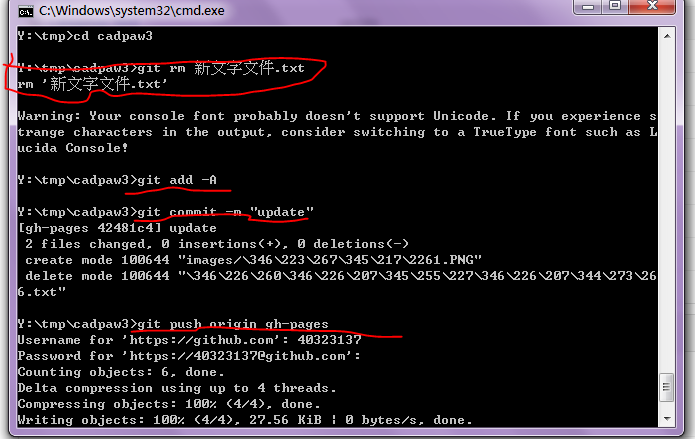 C:\Windows\system32\cmd.exe
Y:\tmp>cd cadpaw3
Y:\tmp\cadpaw3>git rm 新文字文件.txt
rm '新文字文件.txt'
Warning: Your console font probably doesn't support Unicode. If you experience s
trange characters in the output, consider switching to a TrueType font such as L
ucida Console!
Y:\tmp\cadpaw3>git add -A
Y:\tmp\cadpaw3>git commit -m "update"
[gh-pages 42481c4] update
2 files changed, 0 insertions(+), 0 deletions(-)
create mode 100644 "images/\346\223\267\345\217\2261.PNG"
delete mode 100644 "\346\226\260\346\226\207\345\255\227\346\226\207\344\273\26
6.txt"
Y:\tmp\cadpaw3>git push origin gh-pages
Username for 'https://github.com': 40323137
Password for 'https://40323137@github.com':
Counting objects: 6, done.
Delta compression using up to 4 threads.
Compressing objects: 100% (4/4), done.
Writing objects: 100% (4/4), 27.56 KiB | 0 bytes/s, done.